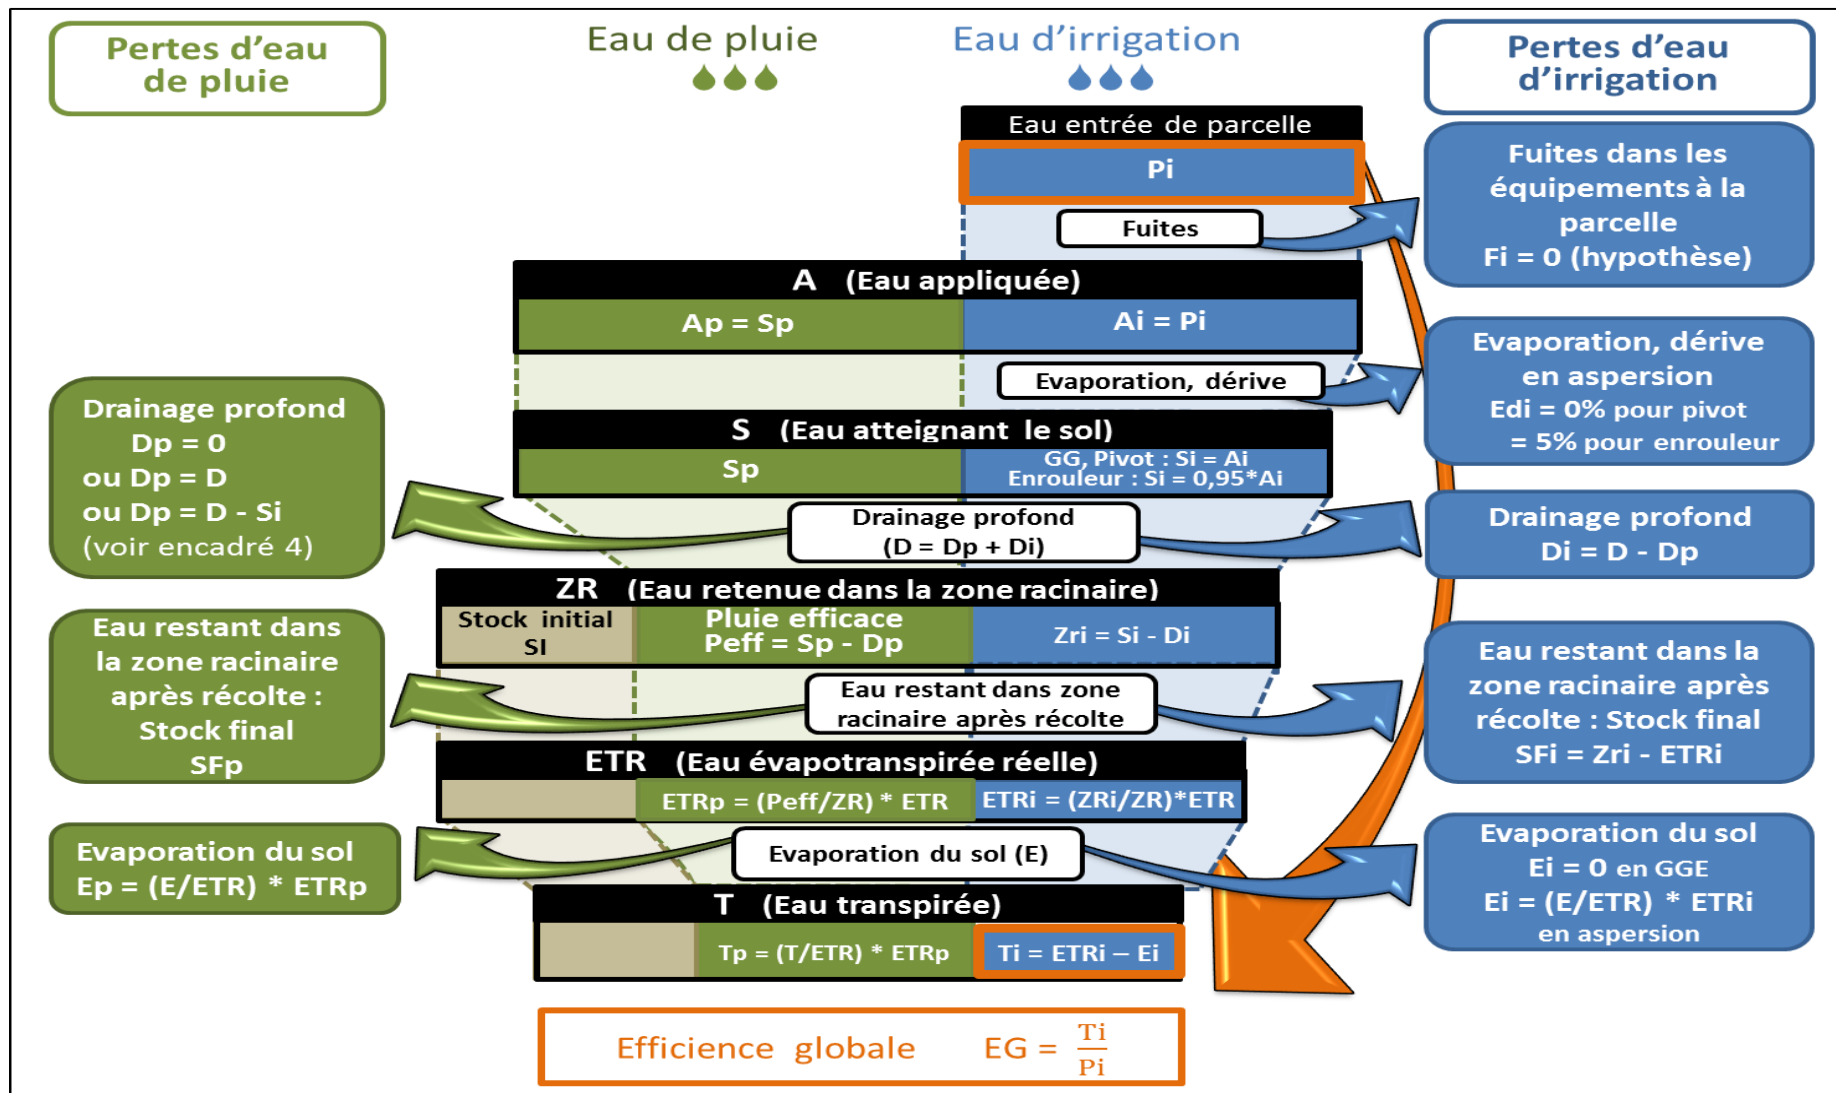 Pertes d'eau
de pluie
Eau de pluie
Eau d'irrigation
Pertes d'eau
d'irrigation
Eau entrée de parcelle
Pi
Fuites
Fuites dans les
équipements à la
parcelle
Fi = 0 (hypothèse)
A (Eau appliquée)
Ap = Sp
Ai = Pi
Evaporation, dérive
Evaporation, dérive
en aspersion
Edi = 0% pour pivot
= 5% pour enrouleur
S (Eau atteignant le sol)
Sp
GG, Pivot : Si = Ai
Enrouleur : Si = 0,95*Ai
Drainage profond
Dp = 0
ou Dp = D
ou Dp = D - Si
(voir encadré 4)
Drainage profond
(D = Dp + Di)
Drainage profond
Di = D - Dp
ZR (Eau retenue dans la zone racinaire)
Stock initial
SI
Pluie efficace
Peff = Sp - Dp
Zri = Si - Di
Eau restant dans
la zone racinaire
après récolte :
Stock final
SFp
Eau restant dans zone
racinaire après récolte
Eau restant dans la
zone racinaire après
récolte : Stock final
SFi = Zri - ETRi
ETR (Eau évapotranspirée réelle)
ETRp = (Peff/ZR) * ETR
ETRi = (ZRi/ZR)*ETR
Evaporation du sol
Ep = (E/ETR) * ETRp
Evaporation du sol (E)
Evaporation du sol
Ei = 0 en GGE
Ei = (E/ETR) * ETRi
en aspersion
T (Eau transpirée)
Tp = (T/ETR) * ETRp
Ti = ETRi – Ei
Efficience globale EG = Ti
Pi